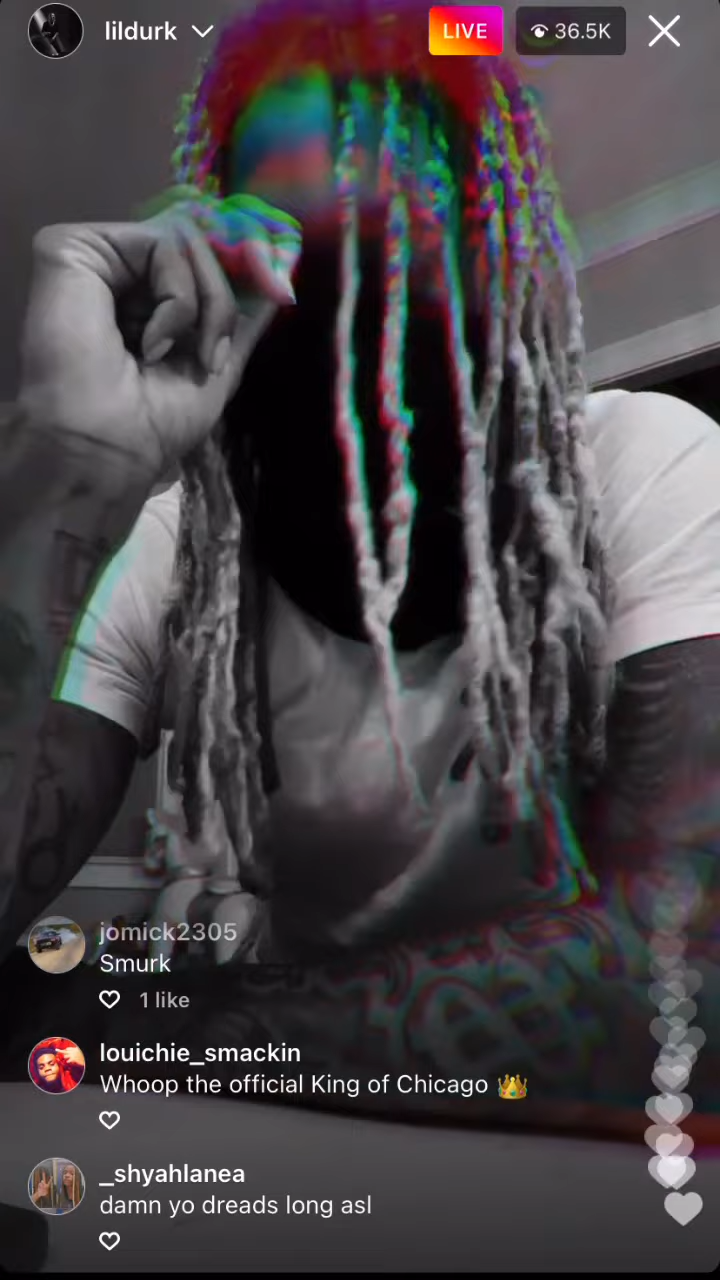 lildurk
LIVE
36.5K
jomick2305
Smurk
1 like
louichie_smackin
Whoop the official King of Chicago 👑
_shyahlanea
damn yo dreads long asl